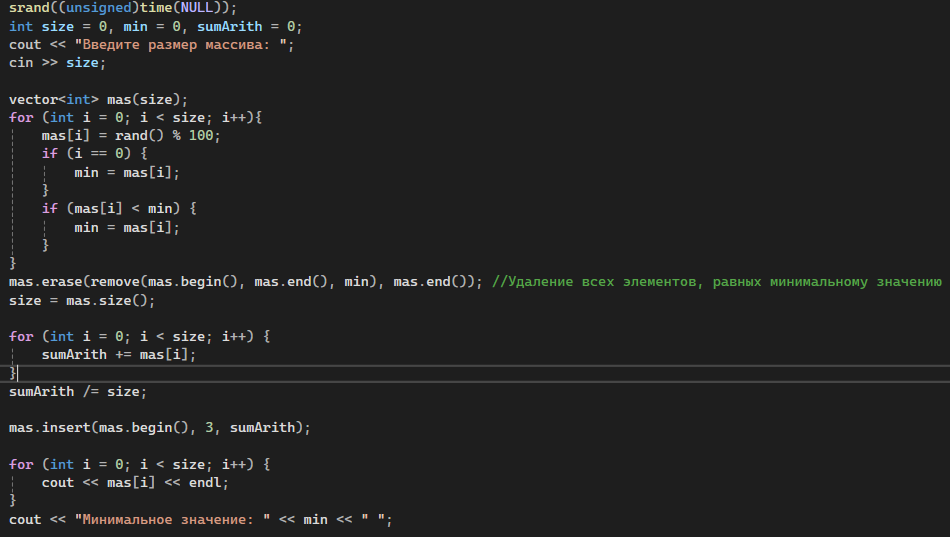 srand((unsigned)time(NULL));
int size = 0, min = 0, sumArith = 0;
cout << "Введите размер массива: ";
cin >> size;
vector<int> mas(size);
for (int i = 0; i < size; i++){
mas[i] = rand() % 100;
if (i == 0) {
min = mas[i];
}
if (mas[i] < min) {
min = mas[i];
}
}
mas.erase(remove(mas.begin(), mas.end(), min), mas.end()); //Удаление всех элементов, равных минимальному значению
size = mas.size();
for (int i = 0; i < size; i++) {
sumArith += mas[i];
}
sumArith /= size;
mas.insert(mas.begin(), 3, sumArith);
for (int i = 0; i < size; i++) {
cout << mas[i] << endl;
}
cout << "Минимальное значение: " << min << " ";